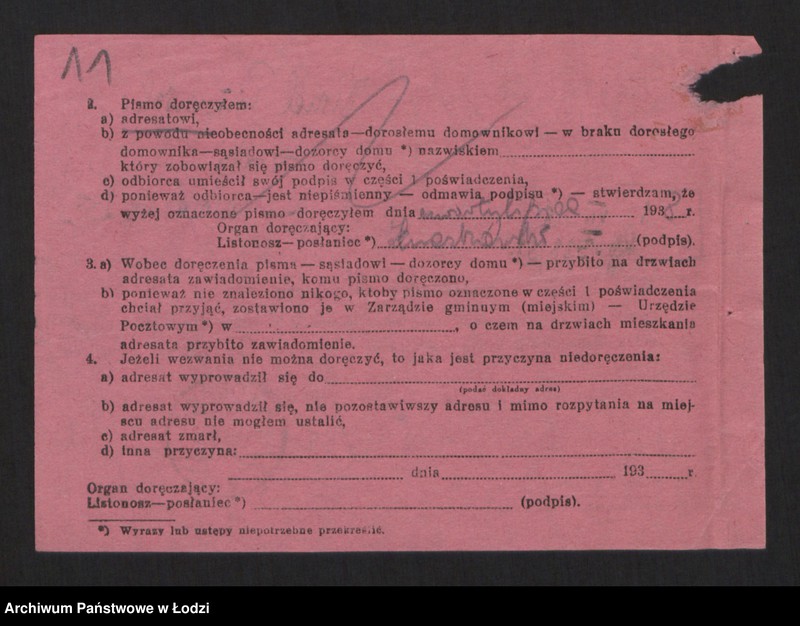 11
2. Pismo doręczyłem:
a) adresatowi,
b) z powodu nieobecności adresata—dorosłemu domownikowi — w braku dorosłego
domownika—sąsiadowi—dozorcy domu *) nazwiskiem
który zobowiązał się pismo doręczyć,
c) odbiorca umieścił swój podpis w części 1 poświadczenia,
d) ponieważ odbiorca—jest niepiśmienny — odmawia podpisu *) — stwierdzam, że
wyżej oznaczone pismo doręczyłem dnia 193 r.
Organ doręczający:
Listonosz—posłaniec *) (podpis).
3. a) Wobec doręczenia pisma — sąsiadowi — dozorcy domu *) — przybito na drzwiach
adresata zawiadomienie, komu pismo doręczono,
b) ponieważ nie znaleziono nikogo, ktoby pismo oznaczone w części 1 poświadczenia
chciał przyjąć, zostawiono je w Zarządzie gminnym (miejskim) — Urzędzie
Pocztowym *) w , o czem na drzwiach mieszkania
adresata przybito zawiadomienie.
4. Jeżeli wezwania nie można doręczyć, to jaka jest przyczyna niedoręczenia:
a) adresat wyprowadził się do
(podać dokładny adres)
b) adresat wyprowadził się, nie pozostawiwszy adresu i mimo rozpytania na miej-
scu adresu nie mogłem ustalić,
c) adresat zmarł,
d) inna przyczyna:
dnia 193 r.
Organ doręczający:
Listonosz—posłaniec *) (podpis).
*) Wyrazy lub ustępy niepotrzebne przekreślić.
Archiwum Państwowe w Łodzi